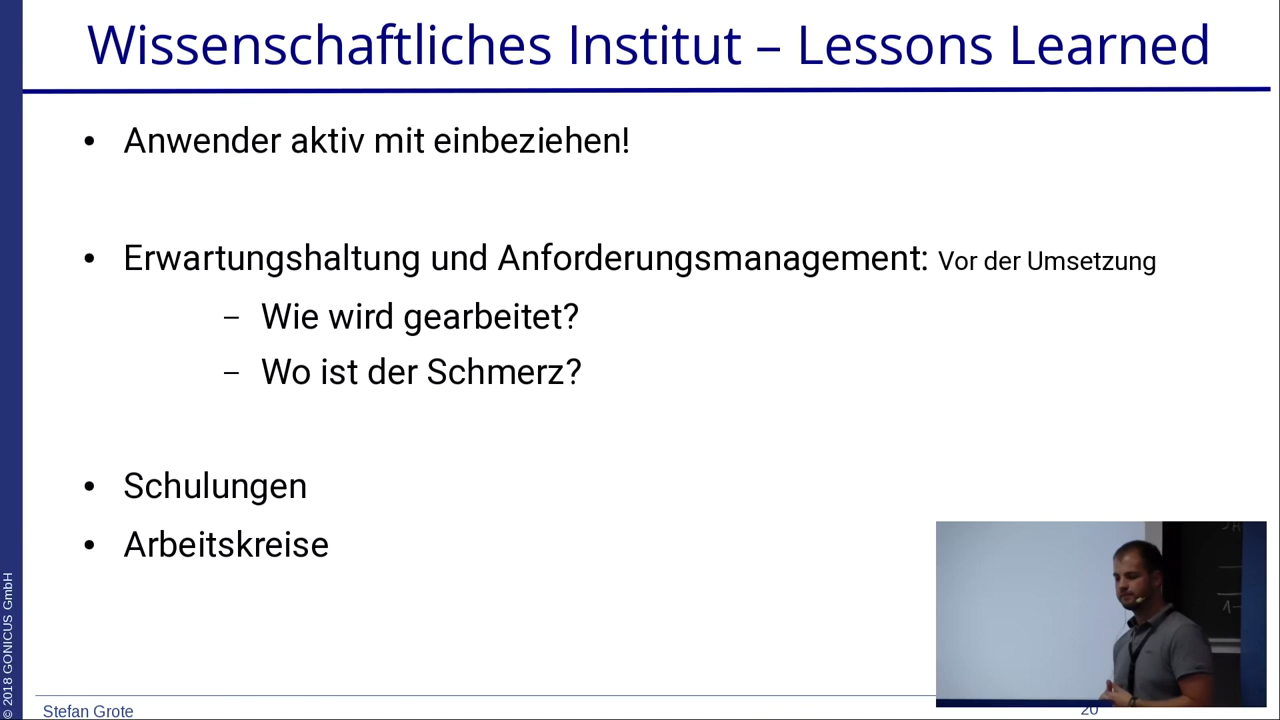 Wissenschaftliches Institut – Lessons Learned
• Anwender aktiv mit einbeziehen!
• Erwartungshaltung und Anforderungsmanagement: Vor der Umsetzung
– Wie wird gearbeitet?
– Wo ist der Schmerz?
• Schulungen
• Arbeitskreise
© 2018 GONICUS GmbH
Stefan Grote
20